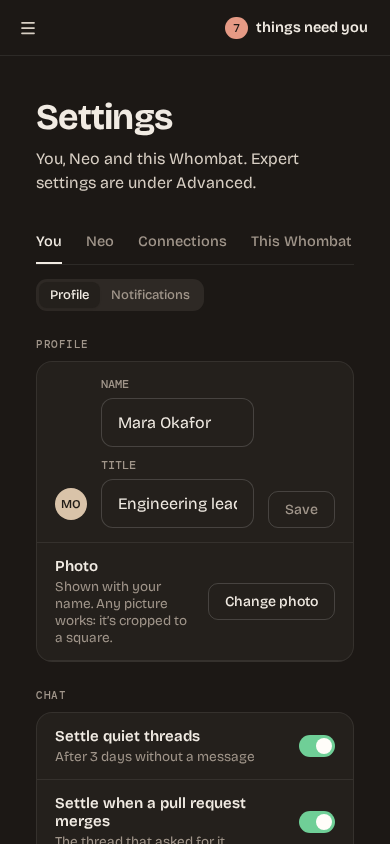 7 things need you
Settings
You, Neo and this Whombat. Expert
settings are under Advanced.
You Neo Connections This Whombat
Profile Notifications
PROFILE
NAME
Mara Okafor
TITLE
MO Engineering lead Save
Photo
Shown with your
name. Any picture
works: it's cropped to
a square.
Change photo
CHAT
Settle quiet threads
After 3 days without a message
Settle when a pull request
merges
The thread that asked for it